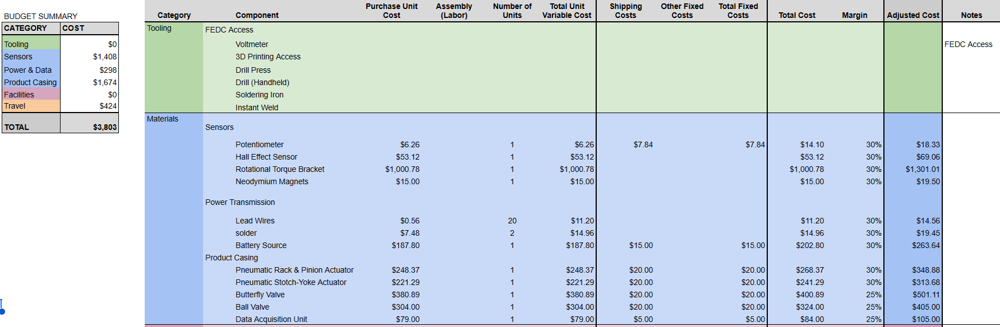 BUDGET SUMMARY
CATEGORY COST
Tooling $0
Sensors $1,408
Power & Data $298
Product Casing $1,674
Facilities $0
Travel $424
TOTAL $3,803
Category Component Purchase Unit Cost Assembly (Labor) Number of Units Total Unit Variable Cost Shipping Costs Other Fixed Costs Total Fixed Costs Total Cost Margin Adjusted Cost Notes
Tooling FEDC Access
Voltmeter FEDC Access
3D Printing Access
Drill Press
Drill (Handheld)
Soldering Iron
Instant Weld
Materials
Sensors
Potentiometer $6.26 1 $6.26 $7.84 $7.84 $14.10 30% $18.33
Hall Effect Sensor $53.12 1 $53.12 $53.12 30% $69.06
Rotational Torque Bracket $1,000.78 1 $1,000.78 $1,000.78 30% $1,301.01
Neodymium Magnets $15.00 1 $15.00 $15.00 30% $19.50
Power Transmission
Lead Wires $0.56 20 $11.20 $11.20 30% $14.56
solder $7.48 2 $14.96 $14.96 30% $19.45
Battery Source $187.80 1 $187.80 $15.00 $15.00 $202.80 30% $263.64
Product Casing
Pneumatic Rack & Pinion Actuator $248.37 1 $248.37 $20.00 $20.00 $268.37 30% $348.88
Pneumatic Stotch-Yoke Actuator $221.29 1 $221.29 $20.00 $20.00 $241.29 30% $313.68
Butterfly Valve $380.89 1 $380.89 $20.00 $20.00 $400.89 25% $501.11
Ball Valve $304.00 1 $304.00 $20.00 $20.00 $324.00 25% $405.00
Data Acquisition Unit $79.00 1 $79.00 $5.00 $5.00 $84.00 25% $105.00